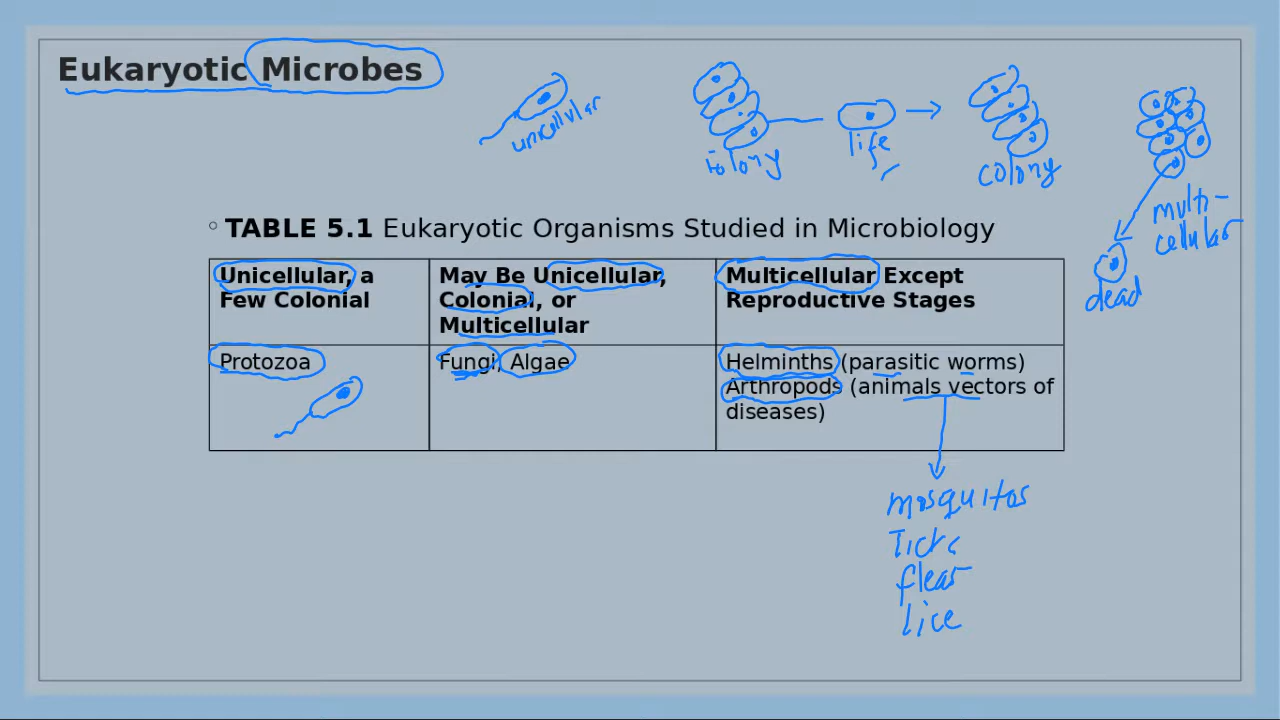 Eukaryotic Microbes
unicellular
colony
life
colony
multi-
cellular
dead
◦ TABLE 5.1 Eukaryotic Organisms Studied in Microbiology
Unicellular, a
Few Colonial
May Be Unicellular,
Colonial, or
Multicellular
Multicellular Except
Reproductive Stages
Protozoa
Fungi, Algae
Helminths (parasitic worms)
Arthropods (animals vectors of
diseases)
mosquitos
Ticks
fleas
lice